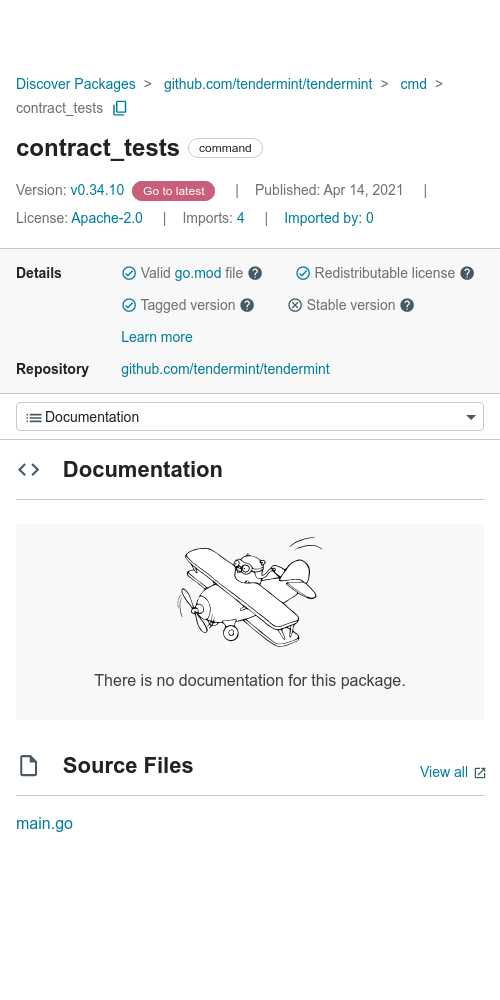 Discover Packages > github.com/tendermint/tendermint > cmd >
contract_tests
contract_tests command
Version: v0.34.10 Go to latest | Published: Apr 14, 2021 |
License: Apache-2.0 | Imports: 4 | Imported by: 0
Details Valid go.mod file ? Redistributable license ?
Tagged version ? Stable version ?
Learn more
Repository github.com/tendermint/tendermint
Documentation
<> Documentation
There is no documentation for this package.
Source Files View all
main.go